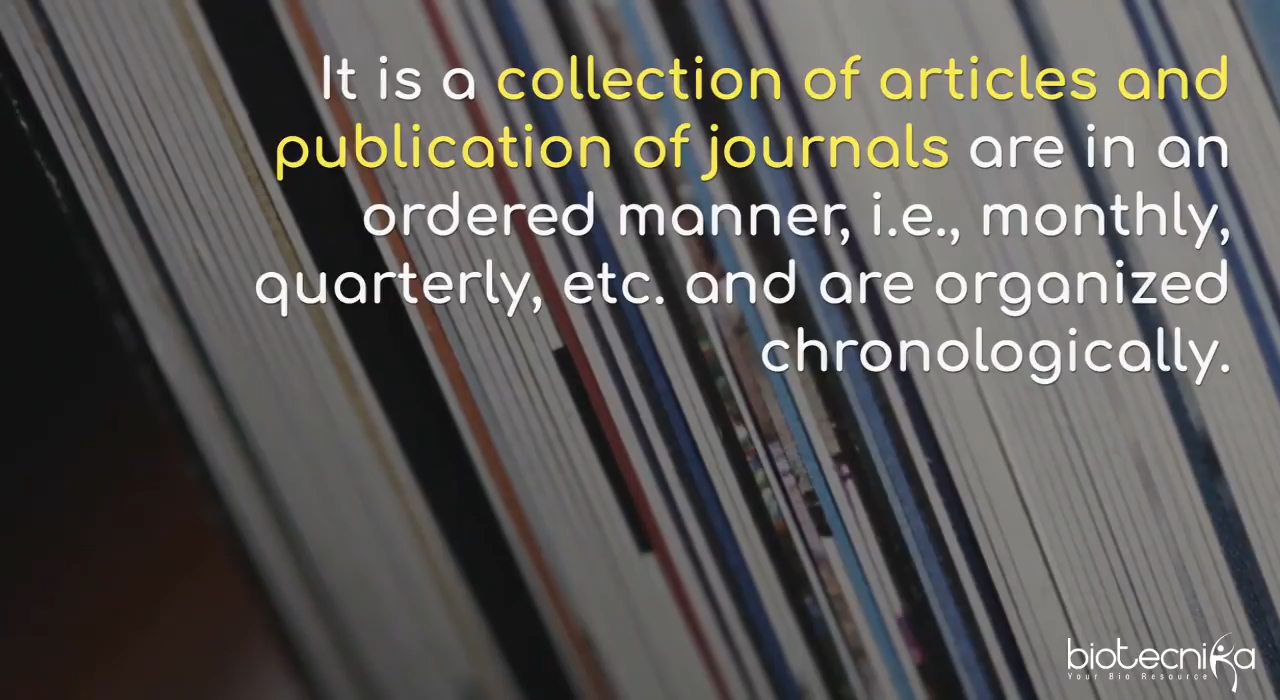 It is a collection of articles and
publication of journals are in an
ordered manner, i.e., monthly,
quarterly, etc. and are organized
chronologically.
biotecnika
Your Bio Resource